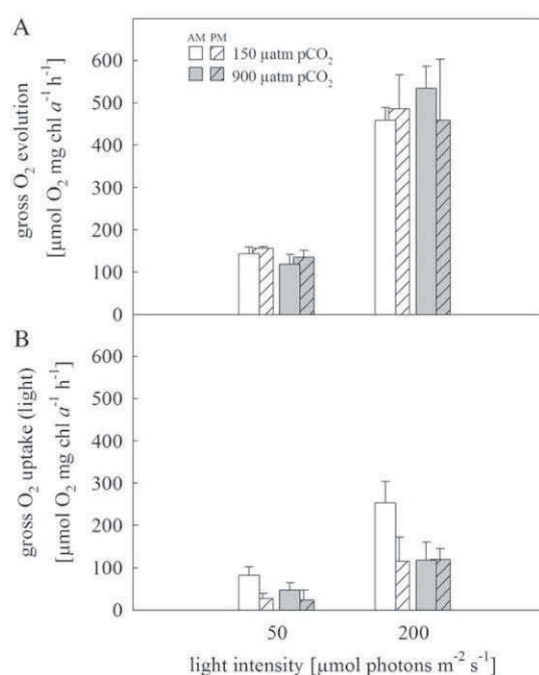 A
AM PM
150 µatm pCO₂
900 µatm pCO₂
gross O₂ evolution
[µmol O₂ mg chl a⁻¹ h⁻¹]
600
500
400
300
200
100
0
B
gross O₂ uptake (light)
[µmol O₂ mg chl a⁻¹ h⁻¹]
600
500
400
300
200
100
0
50 200
light intensity [µmol photons m⁻² s⁻¹]